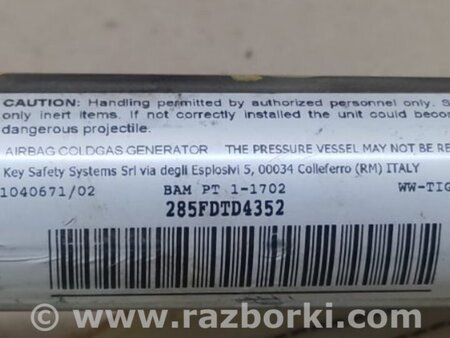 CAUTION: Handling permitted by authorized personnel only. S
only inert items. If not correctly installed the unit could becom
dangerous projectile.
AIRBAG COLDGAS GENERATOR THE PRESSURE VESSEL MAY NOT BE RE
Key Safety Systems Srl via degli Esplosivi 5, 00034 Colleferro (RM) ITALY
1040671/02 BAM PT 1-1702 WW-TIG
285FDTD4352
www.razborki.com